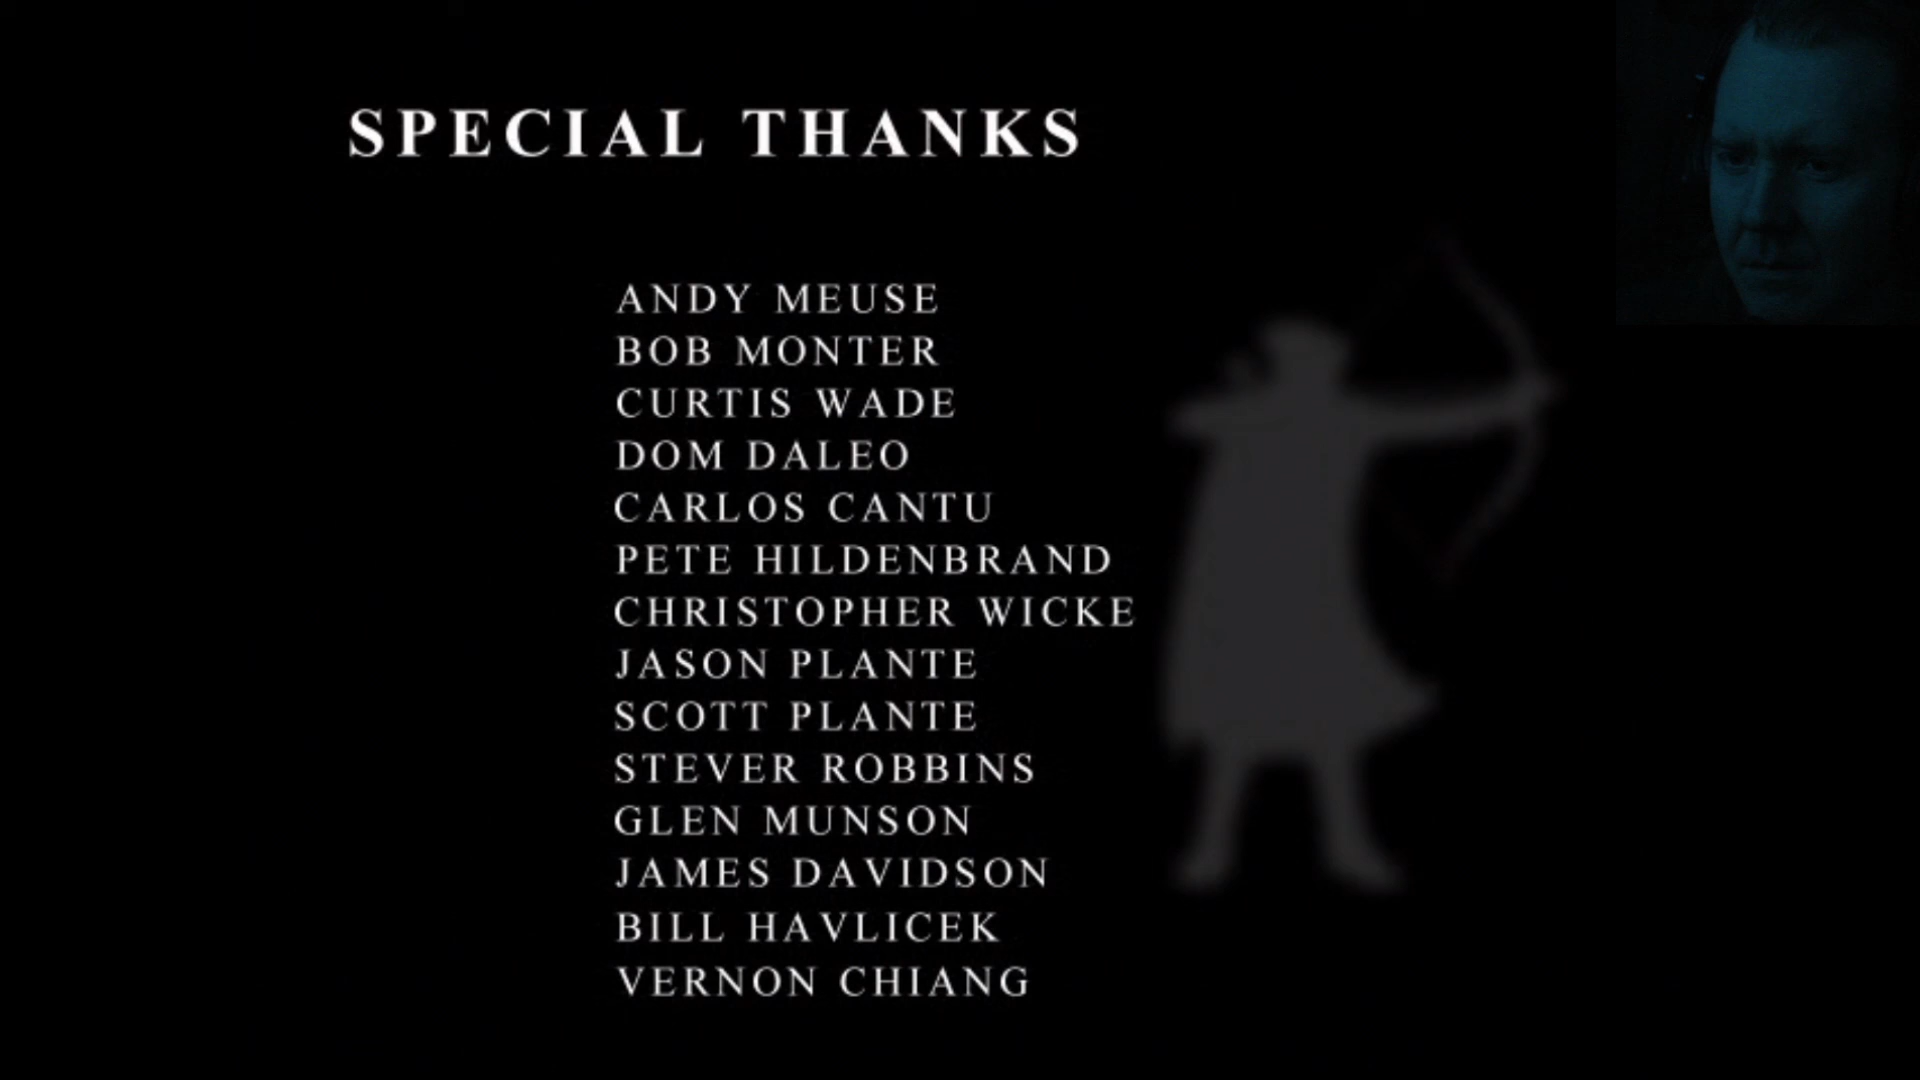 SPECIAL THANKS
ANDY MEUSE
BOB MONTER
CURTIS WADE
DOM DALEO
CARLOS CANTU
PETE HILDENBRAND
CHRISTOPHER WICKE
JASON PLANTE
SCOTT PLANTE
STEVER ROBBINS
GLEN MUNSON
JAMES DAVIDSON
BILL HAVLICEK
VERNON CHIANG